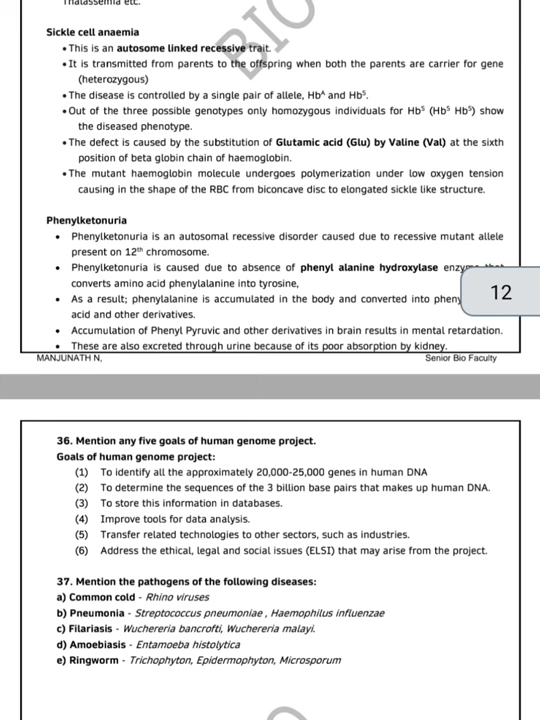 Thalassemia etc.
Sickle cell anaemia
• This is an autosome linked recessive trait.
• It is transmitted from parents to the offspring when both the parents are carrier for gene
(heterozygous)
• The disease is controlled by a single pair of allele, Hbᴬ and Hbˢ.
• Out of the three possible genotypes only homozygous individuals for Hbˢ (Hbˢ Hbˢ) show
the diseased phenotype.
• The defect is caused by the substitution of Glutamic acid (Glu) by Valine (Val) at the sixth
position of beta globin chain of haemoglobin.
• The mutant haemoglobin molecule undergoes polymerization under low oxygen tension
causing in the shape of the RBC from biconcave disc to elongated sickle like structure.
Phenylketonuria
• Phenylketonuria is an autosomal recessive disorder caused due to recessive mutant allele
present on 12ᵗʰ chromosome.
• Phenylketonuria is caused due to absence of phenyl alanine hydroxylase enzyme that
converts amino acid phenylalanine into tyrosine,
• As a result; phenylalanine is accumulated in the body and converted into pheny
acid and other derivatives.
12
• Accumulation of Phenyl Pyruvic and other derivatives in brain results in mental retardation.
• These are also excreted through urine because of its poor absorption by kidney.
MANJUNATH N, Senior Bio Faculty
36. Mention any five goals of human genome project.
Goals of human genome project:
(1) To identify all the approximately 20,000-25,000 genes in human DNA
(2) To determine the sequences of the 3 billion base pairs that makes up human DNA.
(3) To store this information in databases.
(4) Improve tools for data analysis.
(5) Transfer related technologies to other sectors, such as industries.
(6) Address the ethical, legal and social issues (ELSI) that may arise from the project.
37. Mention the pathogens of the following diseases:
a) Common cold - Rhino viruses
b) Pneumonia - Streptococcus pneumoniae , Haemophilus influenzae
c) Filariasis - Wuchereria bancrofti, Wuchereria malayi.
d) Amoebiasis - Entamoeba histolytica
e) Ringworm - Trichophyton, Epidermophyton, Microsporum
BIO